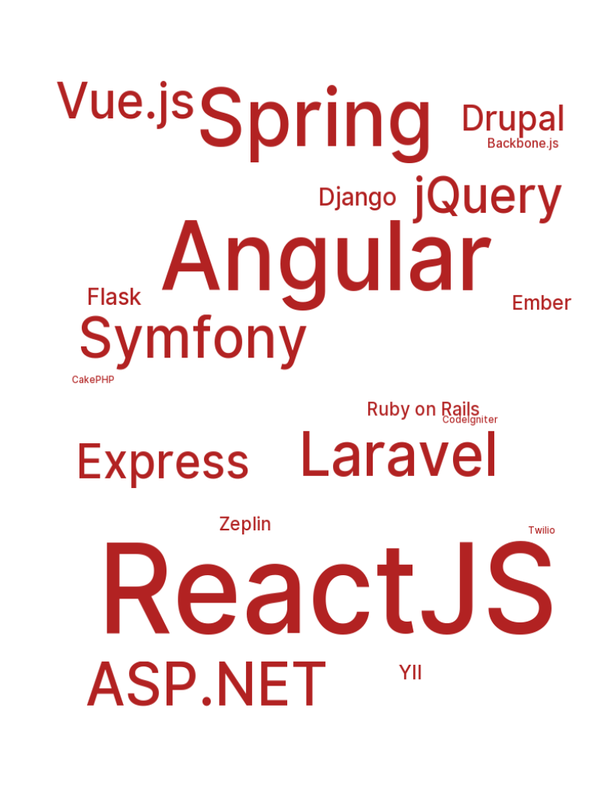 Vue.js
Spring
Drupal
Backbone.js
Django
jQuery
Angular
Flask
Ember
Symfony
CakePHP
Ruby on Rails
CodeIgniter
Express
Laravel
Zeplin
Twilio
ReactJS
ASP.NET
YII